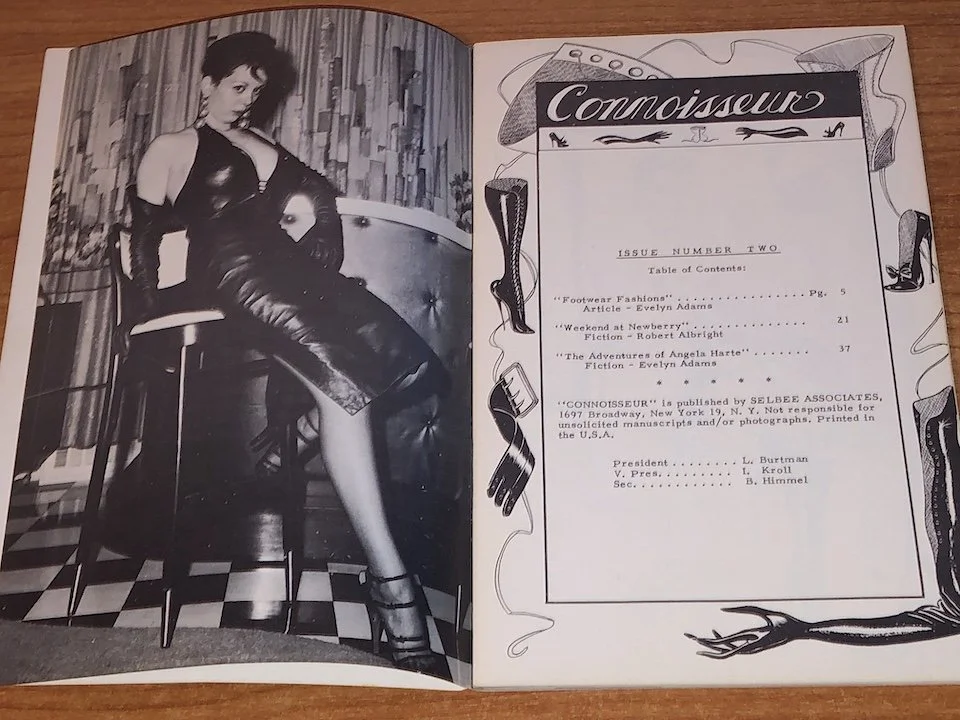 Connoisseur
ISSUE NUMBER TWO
Table of Contents:
"Footwear Fashions" ................ Pg. 5
Article - Evelyn Adams
"Weekend at Newberry" .............. 21
Fiction - Robert Albright
"The Adventures of Angela Harte" ....... 37
Fiction - Evelyn Adams
* * * * *
"CONNOISSEUR" is published by SELBEE ASSOCIATES,
1697 Broadway, New York 19, N. Y. Not responsible for
unsolicited manuscripts and/or photographs. Printed in
the U.S.A.
President ........ L. Burtman
V. Pres. ......... L. Kroll
Sec. ............ B. Himmel